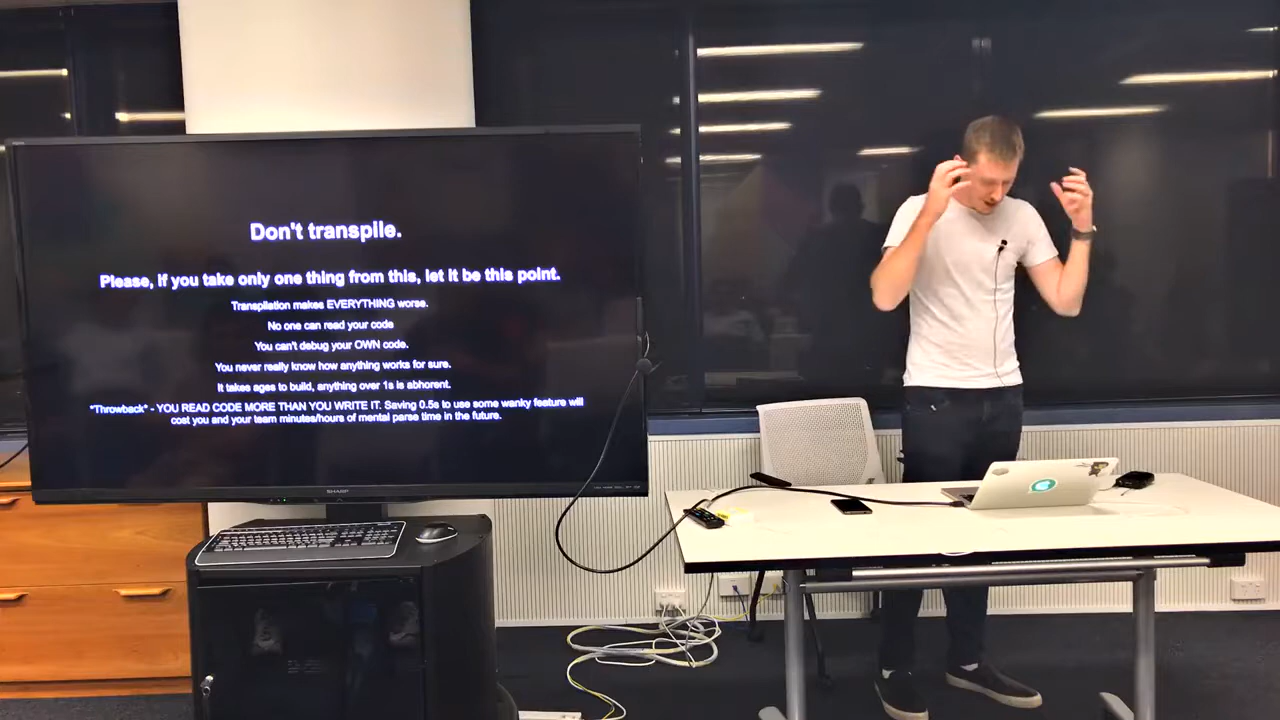 Don't transpile.
Please, if you take only one thing from this, let it be this point.
Transpilation makes EVERYTHING worse.
No one can read your code
You can't debug your OWN code.
You never really know how anything works for sure.
It takes ages to build, anything over 1s is abhorent.
*Throwback* - YOU READ CODE MORE THAN YOU WRITE IT. Saving 0.5s to use some wanky feature will
cost you and your team minutes/hours of mental parse time in the future.
SHARP